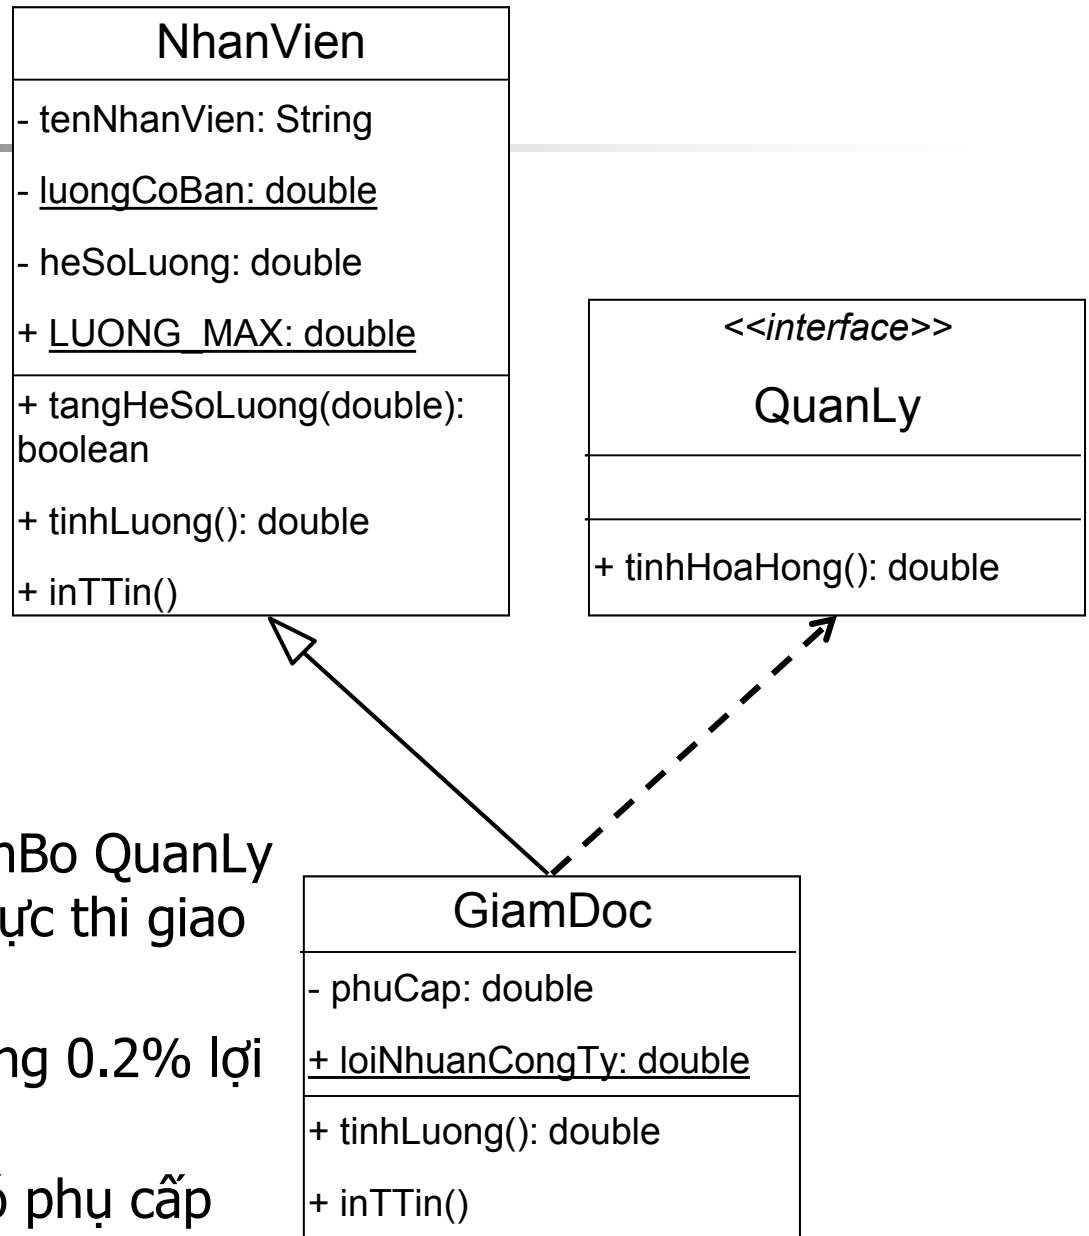 NhanVien
- tenNhanVien: String
- luongCoBan: double
- heSoLuong: double
+ LUONG_MAX: double
+ tangHeSoLuong(double):
boolean
+ tinhLuong(): double
+ inTTin()
<<interface>>
QuanLy
+ tinhHoaHong(): double
nBo QuanLy
ực thi giao
ng 0.2% lợi
ó phụ cấp
GiamDoc
- phuCap: double
+ loiNhuanCongTy: double
+ tinhLuong(): double
+ inTTin()